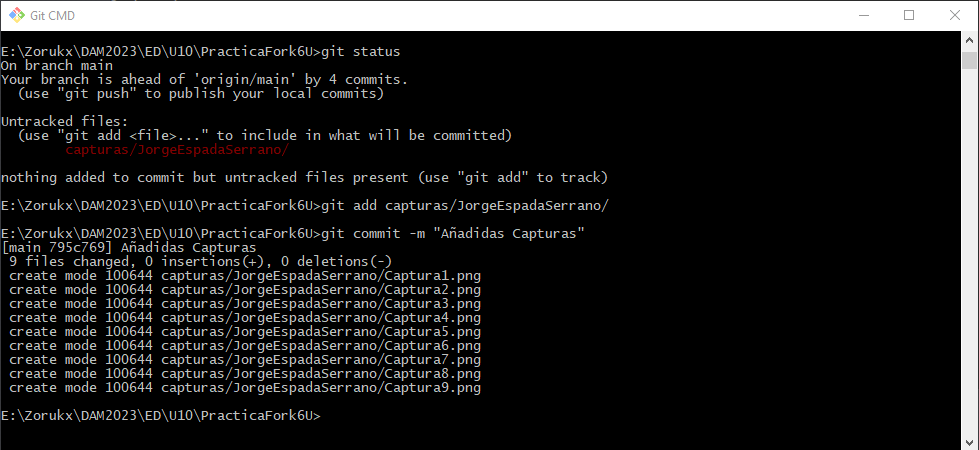 Git CMD
E:\Zorukx\DAM2023\ED\U10\PracticaFork6U>git status
On branch main
Your branch is ahead of 'origin/main' by 4 commits.
  (use "git push" to publish your local commits)
Untracked files:
  (use "git add <file>..." to include in what will be committed)
        capturas/JorgeEspadaSerrano/
nothing added to commit but untracked files present (use "git add" to track)
E:\Zorukx\DAM2023\ED\U10\PracticaFork6U>git add capturas/JorgeEspadaSerrano/
E:\Zorukx\DAM2023\ED\U10\PracticaFork6U>git commit -m "Añadidas Capturas"
[main 795c769] Añadidas Capturas
 9 files changed, 0 insertions(+), 0 deletions(-)
 create mode 100644 capturas/JorgeEspadaSerrano/Captura1.png
 create mode 100644 capturas/JorgeEspadaSerrano/Captura2.png
 create mode 100644 capturas/JorgeEspadaSerrano/Captura3.png
 create mode 100644 capturas/JorgeEspadaSerrano/Captura4.png
 create mode 100644 capturas/JorgeEspadaSerrano/Captura5.png
 create mode 100644 capturas/JorgeEspadaSerrano/Captura6.png
 create mode 100644 capturas/JorgeEspadaSerrano/Captura7.png
 create mode 100644 capturas/JorgeEspadaSerrano/Captura8.png
 create mode 100644 capturas/JorgeEspadaSerrano/Captura9.png
E:\Zorukx\DAM2023\ED\U10\PracticaFork6U>